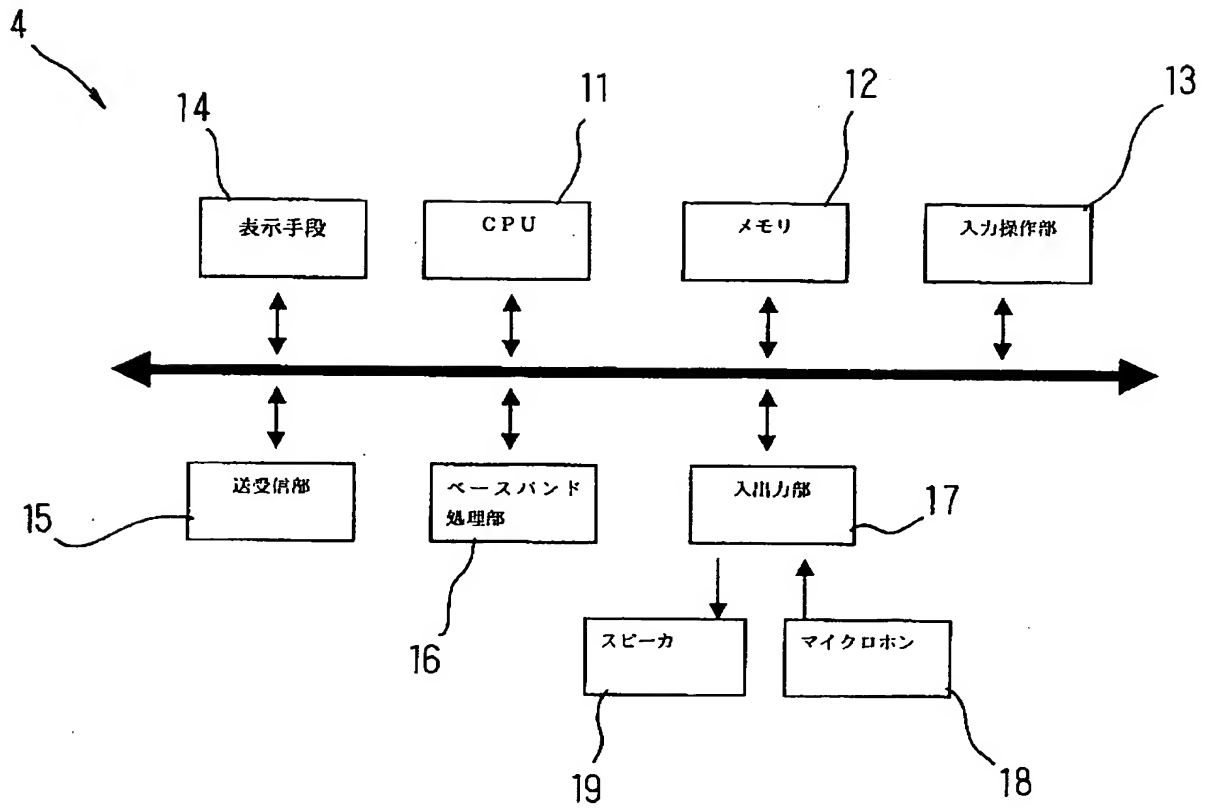 4
14
11
12
13
表示手段
CPU
メモリ
入力操作部
送受信部
ベースバンド
処理部
入出力部
15
16
17
スピーカ
マイクロホン
19
18